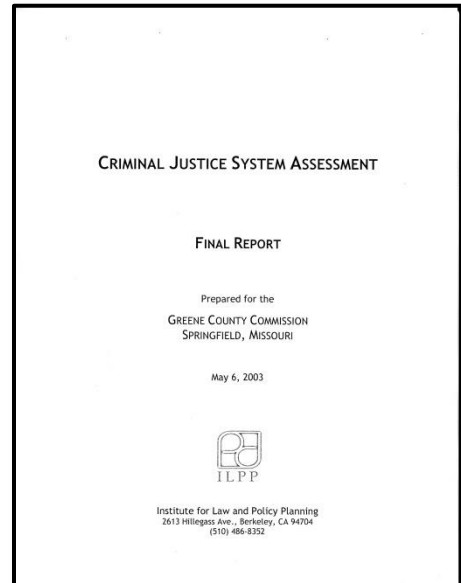 CRIMINAL JUSTICE SYSTEM ASSESSMENT
FINAL REPORT
Prepared for the
GREENE COUNTY COMMISSION
SPRINGFIELD, MISSOURI
May 6, 2003
ILPP
Institute for Law and Policy Planning
2613 Hillegass Ave., Berkeley, CA 94704
(510) 486-8352